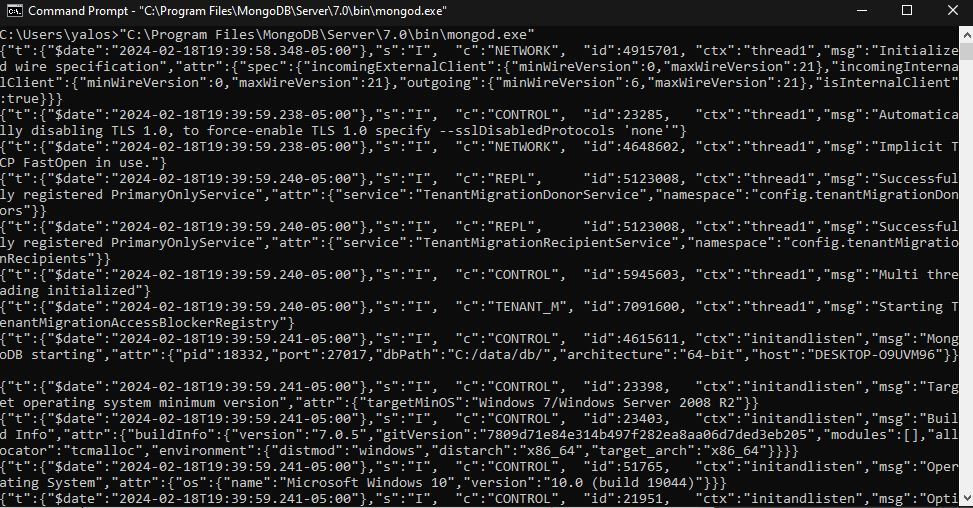 Command Prompt - "C:\Program Files\MongoDB\Server\7.0\bin\mongod.exe"
C:\Users\yalos>"C:\Program Files\MongoDB\Server\7.0\bin\mongod.exe"
{"t":{"$date":"2024-02-18T19:39:58.348-05:00"},"s":"I",  "c":"NETWORK",  "id":4915701, "ctx":"thread1","msg":"Initialize
d wire specification","attr":{"spec":{"incomingExternalClient":{"minWireVersion":0,"maxWireVersion":21},"incomingInterna
lClient":{"minWireVersion":0,"maxWireVersion":21},"outgoing":{"minWireVersion":6,"maxWireVersion":21},"isInternalClient"
:true}}}
{"t":{"$date":"2024-02-18T19:39:59.238-05:00"},"s":"I",  "c":"CONTROL",  "id":23285,   "ctx":"thread1","msg":"Automatica
lly disabling TLS 1.0, to force-enable TLS 1.0 specify --sslDisabledProtocols 'none'"}
{"t":{"$date":"2024-02-18T19:39:59.238-05:00"},"s":"I",  "c":"NETWORK",  "id":4648602, "ctx":"thread1","msg":"Implicit T
CP FastOpen in use."}
{"t":{"$date":"2024-02-18T19:39:59.240-05:00"},"s":"I",  "c":"REPL",     "id":5123008, "ctx":"thread1","msg":"Successful
ly registered PrimaryOnlyService","attr":{"service":"TenantMigrationDonorService","namespace":"config.tenantMigrationDon
ors"}}
{"t":{"$date":"2024-02-18T19:39:59.240-05:00"},"s":"I",  "c":"REPL",     "id":5123008, "ctx":"thread1","msg":"Successful
ly registered PrimaryOnlyService","attr":{"service":"TenantMigrationRecipientService","namespace":"config.tenantMigratio
nRecipients"}}
{"t":{"$date":"2024-02-18T19:39:59.240-05:00"},"s":"I",  "c":"CONTROL",  "id":5945603, "ctx":"thread1","msg":"Multi thre
ading initialized"}
{"t":{"$date":"2024-02-18T19:39:59.240-05:00"},"s":"I",  "c":"TENANT_M", "id":7091600, "ctx":"thread1","msg":"Starting T
enantMigrationAccessBlockerRegistry"}
{"t":{"$date":"2024-02-18T19:39:59.241-05:00"},"s":"I",  "c":"CONTROL",  "id":4615611, "ctx":"thread1","msg":"Mong
oDB starting","attr":{"pid":18332,"port":27017,"dbPath":"C:/data/db/","architecture":"64-bit","host":"DESKTOP-O9UVM96"}}
{"t":{"$date":"2024-02-18T19:39:59.241-05:00"},"s":"I",  "c":"CONTROL",  "id":23398,   "ctx":"initandlisten","msg":"Targ
et operating system minimum version","attr":{"targetMinOS":"Windows 7/Windows Server 2008 R2"}}
{"t":{"$date":"2024-02-18T19:39:59.241-05:00"},"s":"I",  "c":"CONTROL",  "id":23403,   "ctx":"initandlisten","msg":"Buil
d Info","attr":{"buildInfo":{"version":"7.0.5","gitVersion":"7809d71e84e314b497f282ea8aa06d7ded3eb205","modules":[],"all
ocator":"tcmalloc","environment":{"distmod":"windows","distarch":"x86_64","target_arch":"x86_64"}}}}
{"t":{"$date":"2024-02-18T19:39:59.241-05:00"},"s":"I",  "c":"CONTROL",  "id":51765,   "ctx":"initandlisten","msg":"Oper
ating System","attr":{"os":{"name":"Microsoft Windows 10","version":"10.0 (build 19044)"}}}
{"t":{"$date":"2024-02-18T19:39:59.241-05:00"},"s":"I",  "c":"CONTROL",  "id":21951,   "ctx":"initandlisten","msg":"Opti